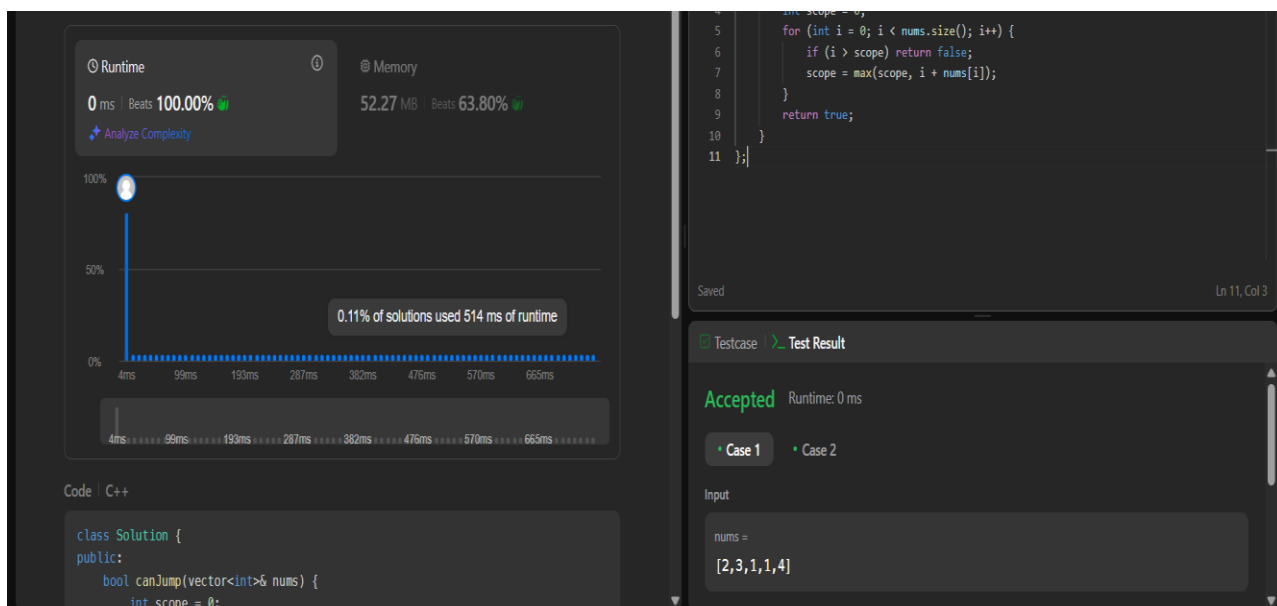 Runtime
0 ms | Beats 100.00%
Analyze Complexity
Memory
52.27 MB | Beats 63.80%
100%
50%
0%
0.11% of solutions used 514 ms of runtime
4ms 99ms 193ms 287ms 382ms 476ms 570ms 665ms
4ms 99ms 193ms 287ms 382ms 476ms 570ms 665ms
Code | C++
class Solution {
public:
    bool canJump(vector<int>& nums) {
        int scope = 0;
4 int scope = 0;
5 for (int i = 0; i < nums.size(); i++) {
6 if (i > scope) return false;
7 scope = max(scope, i + nums[i]);
8 }
9 return true;
10 }
11 };
Saved
Ln 11, Col 3
Testcase | >_ Test Result
Accepted Runtime: 0 ms
• Case 1 • Case 2
Input
nums =
[2,3,1,1,4]